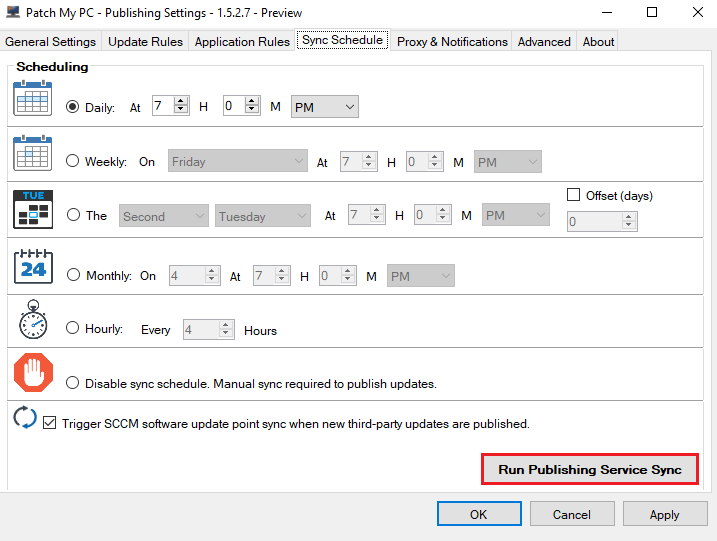 Patch My PC - Publishing Settings - 1.5.2.7 - Preview
General Settings Update Rules Application Rules Sync Schedule Proxy & Notifications Advanced About
Scheduling
Daily: At 7 H 0 M PM
Weekly: On Friday At 7 H 0 M PM
TUE
The Second Tuesday At 7 H 0 M PM
Offset (days)
0
24
Monthly: On 4 At 7 H 0 M PM
Hourly: Every 4 Hours
Disable sync schedule. Manual sync required to publish updates.
Trigger SCCM software update point sync when new third-party updates are published.
Run Publishing Service Sync
OK Cancel Apply